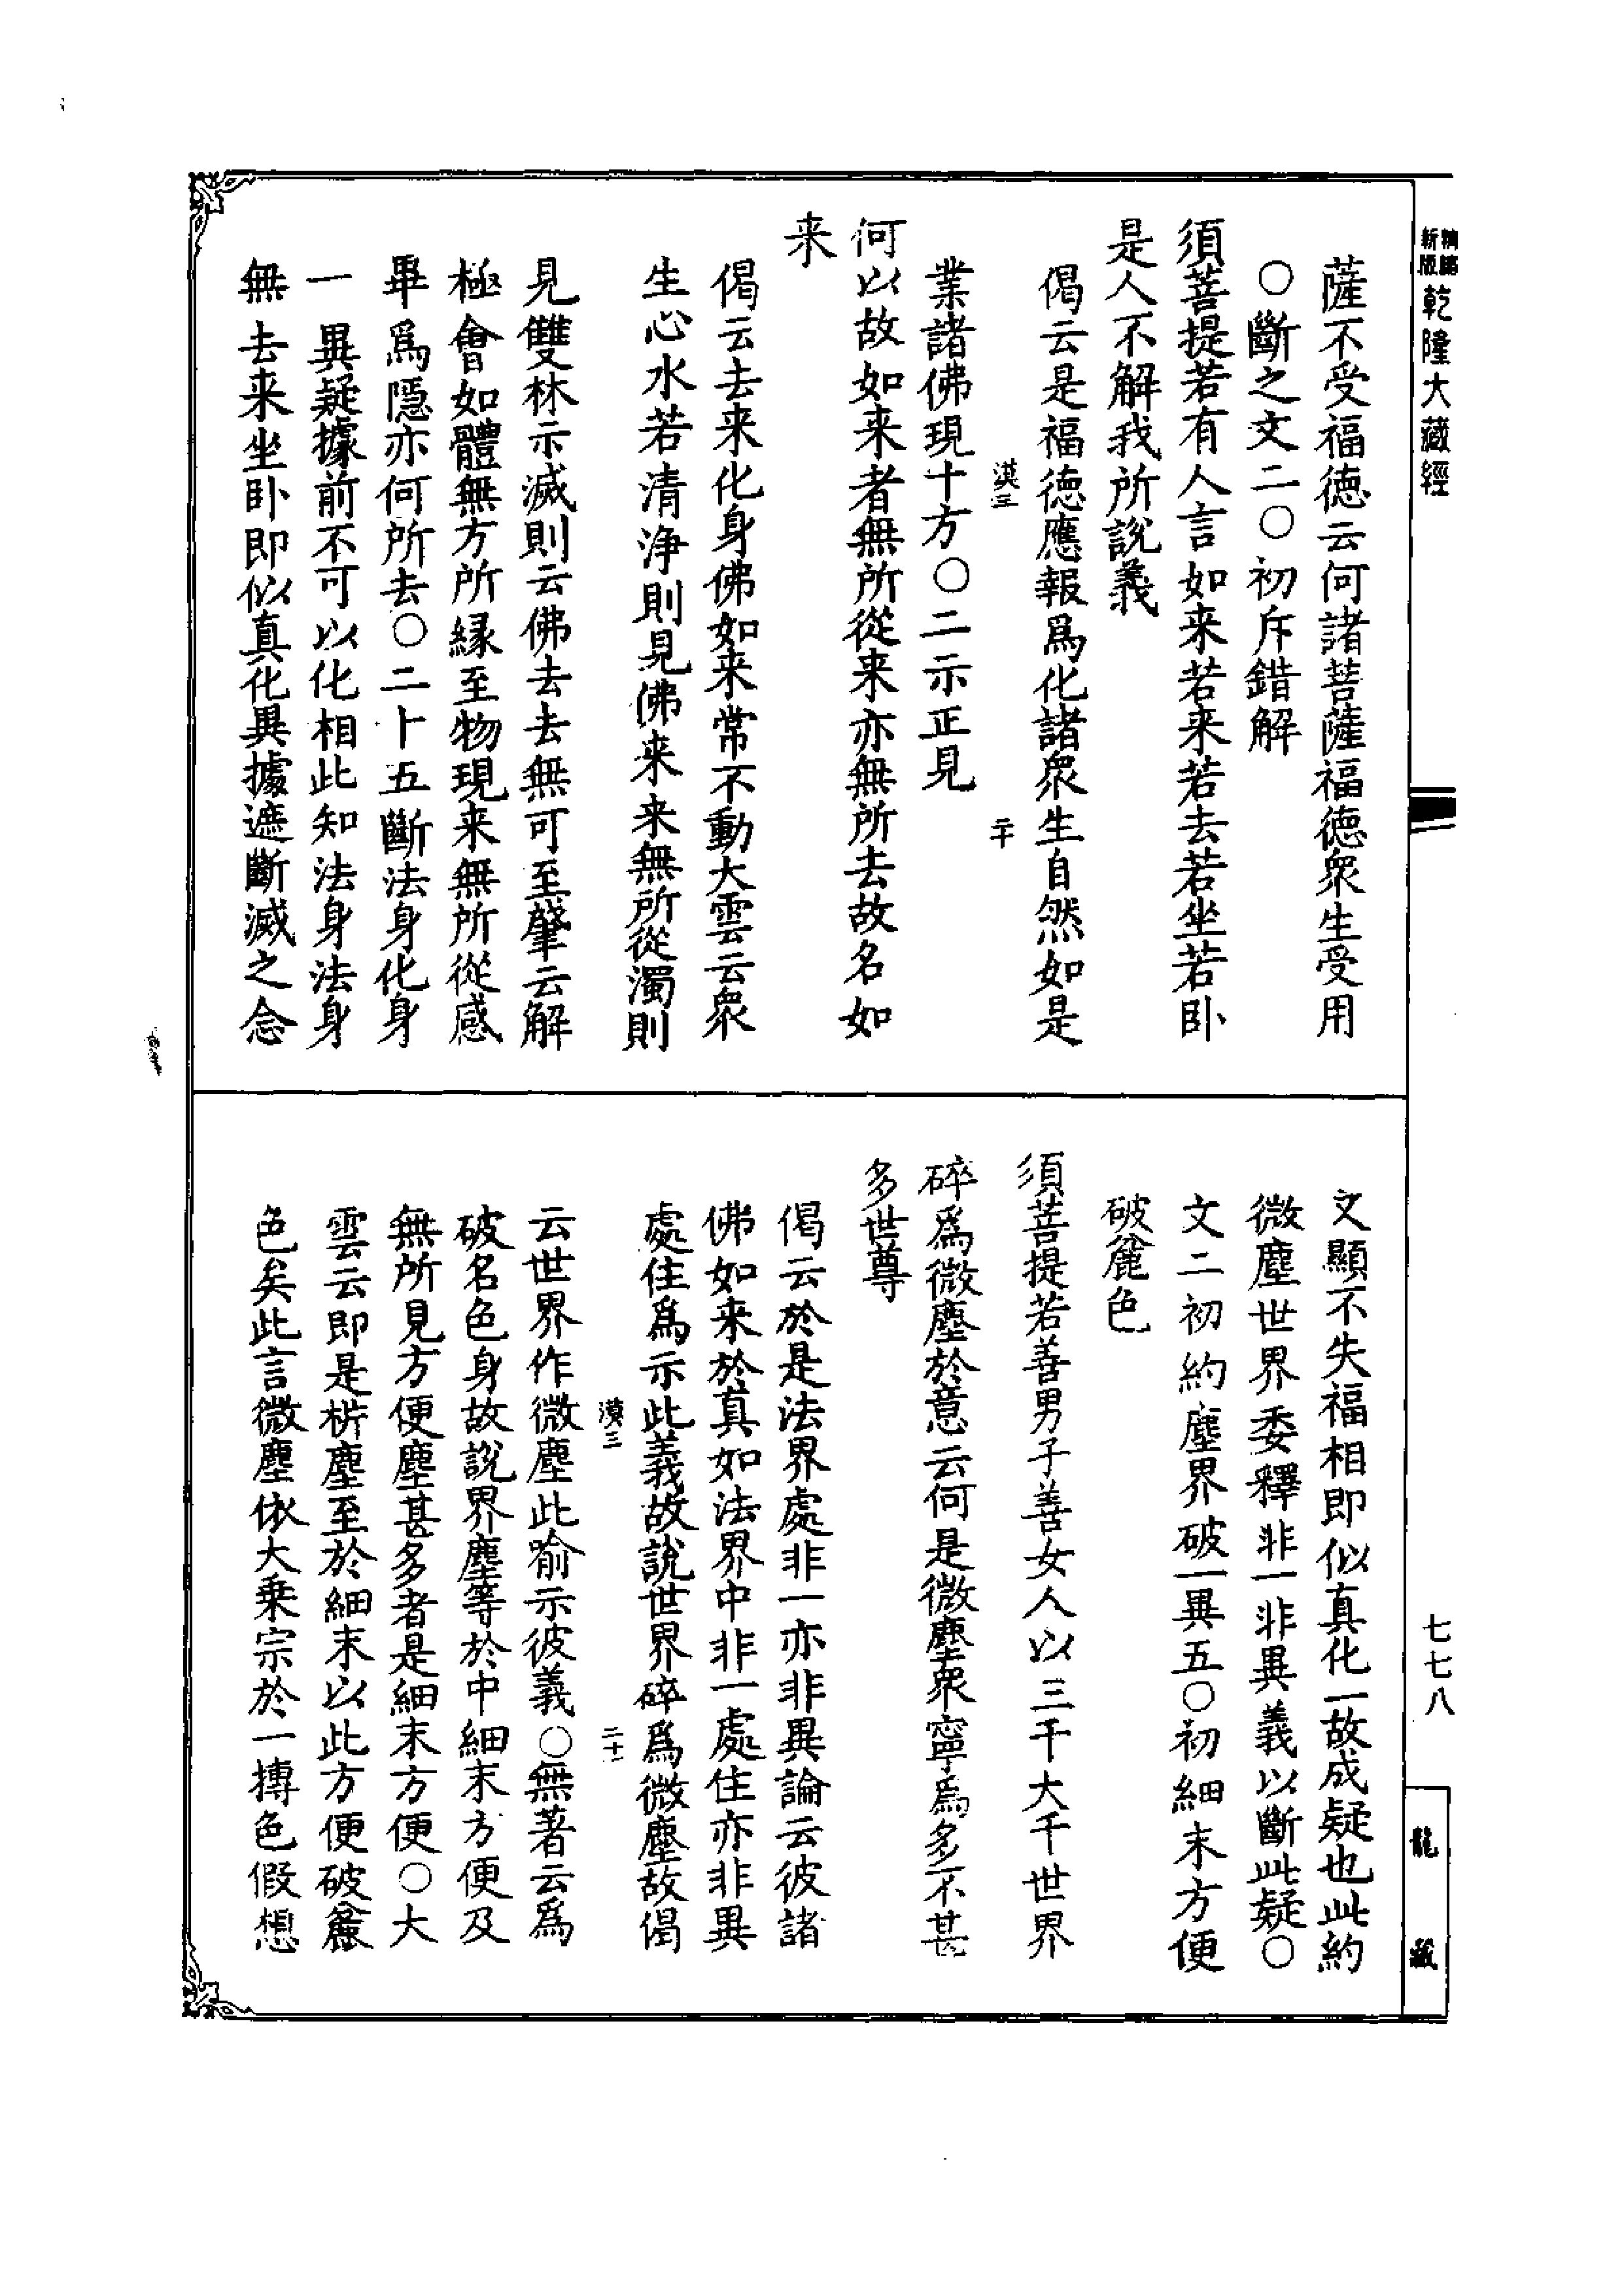 新版
精縮
乾隆大藏經
七七八
龍藏
薩不受福德云何諸菩薩福德衆生受用
○斷之文二○初斥錯解
須菩提若有人言如来若来若去若坐若卧
是人不解我所說義
偈云是福德應報爲化諸衆生自然如是
漠三
二十
業諸佛現十方○二示正見
何以故如来者無所從来亦無所去故名如
来
偈云去来化身佛如来常不動大雲云衆
生心水若清淨則見佛来来無所從濁則
見雙林示滅則云佛去去無可至肇云解
極會如體無方所緣至物現来無所從感
畢爲隱亦何所去○二十五斷法身化身
一異疑據前不可以化相此知法身法身
無去来坐卧即似真化異據遮斷滅之念
文顯不失福相即似真化一故成疑也此約
微塵世界委釋非一非異義以斷此疑○
文二初約塵界破一異五○初細末方便
破麄色
須菩提若善男子善女人以三千大千世界
碎爲微塵於意云何是微塵衆寧爲多不甚
多世尊
偈云於是法界處非一亦非異論云彼諸
佛如来於真如法界中非一處住亦非異
處住爲示此義故說世界碎爲微塵故偈
漠三
二十一
云世界作微塵此喻示彼義○無著云爲
破名色身故說界塵等於中細末方便及
無所見方便塵甚多者是細末方便○大
雲云即是析塵至於細末以此方便破麄
色矣此言微塵依大乗宗於一摶色假想